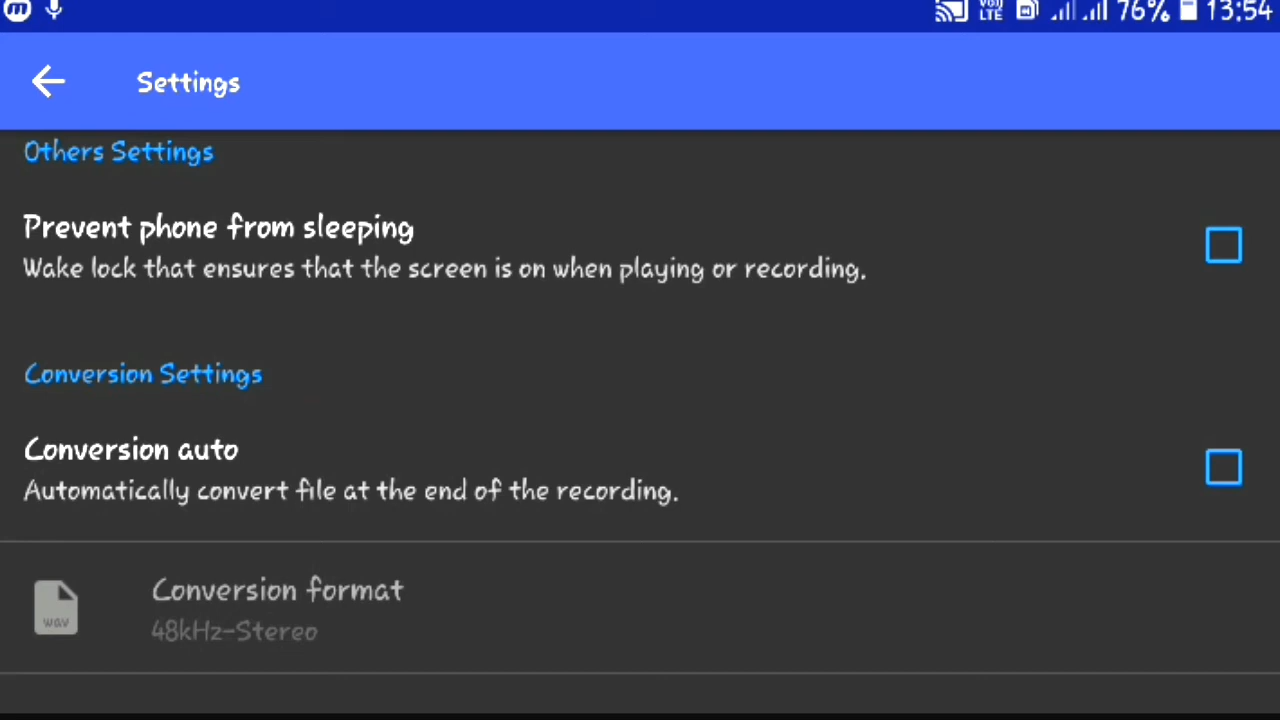 m VoLTE 76% 13:54
Settings
Others Settings
Prevent phone from sleeping
Wake lock that ensures that the screen is on when playing or recording.
Conversion Settings
Conversion auto
Automatically convert file at the end of the recording.
Conversion format
wav
48kHz-Stereo